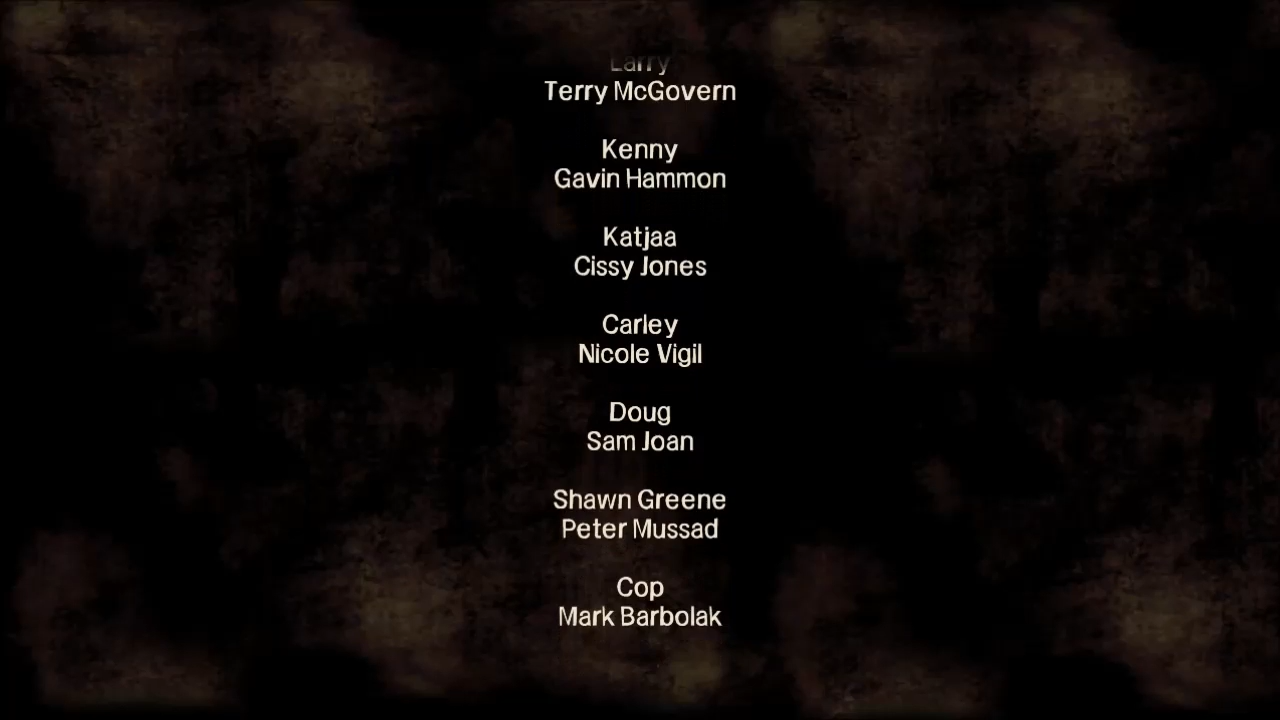 Larry
Terry McGovern
Kenny
Gavin Hammon
Katjaa
Cissy Jones
Carley
Nicole Vigil
Doug
Sam Joan
Shawn Greene
Peter Mussad
Cop
Mark Barbolak